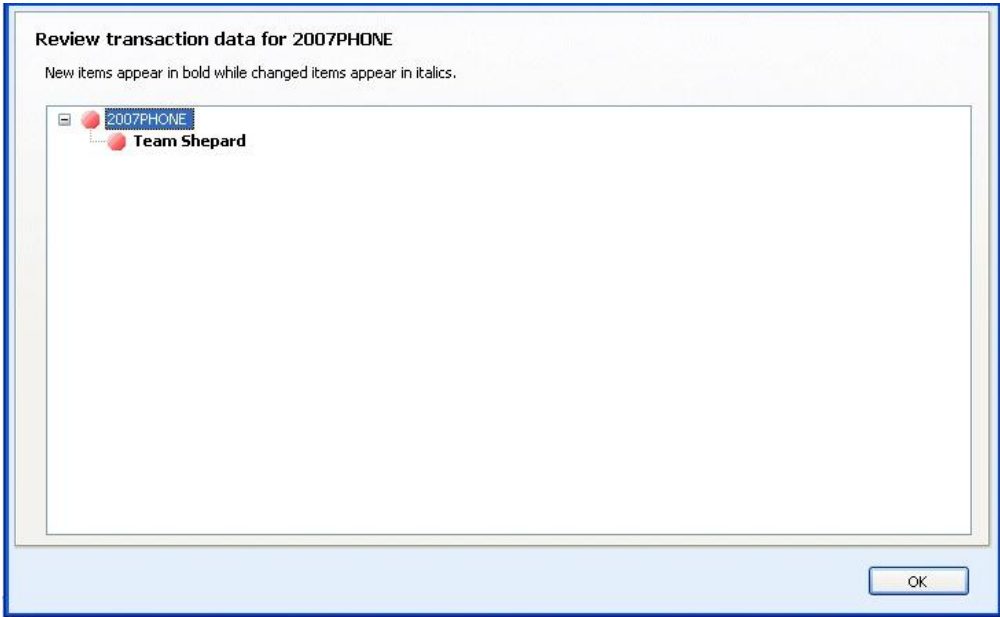 Review transaction data for 2007PHONE
New items appear in bold while changed items appear in italics.
2007PHONE
Team Shepard
OK